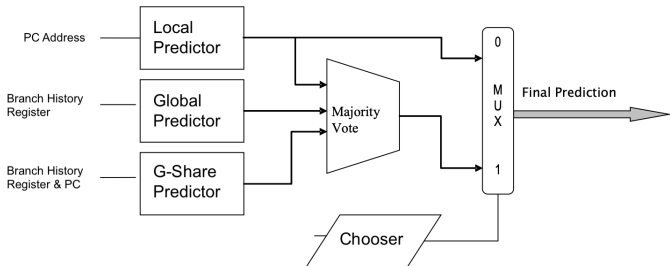 PC Address
Local
Predictor
Branch History
Register
Global
Predictor
Branch History
Register & PC
G-Share
Predictor
Majority
Vote
0
M
U
X
1
Final Prediction
Chooser